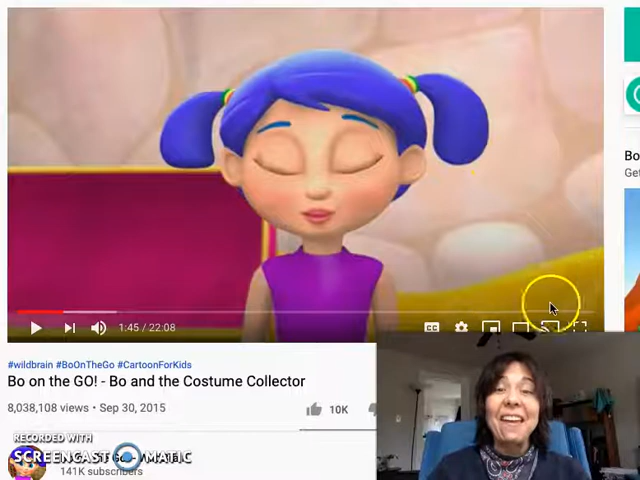 1:45 / 22:08
CC
Bo
Get
#wildbrain #BoOnTheGo #CartoonForKids
Bo on the GO! - Bo and the Costume Collector
8,038,108 views • Sep 30, 2015
10K
RECORDED WITH
SCREENCAST MATIC
141K subscribers